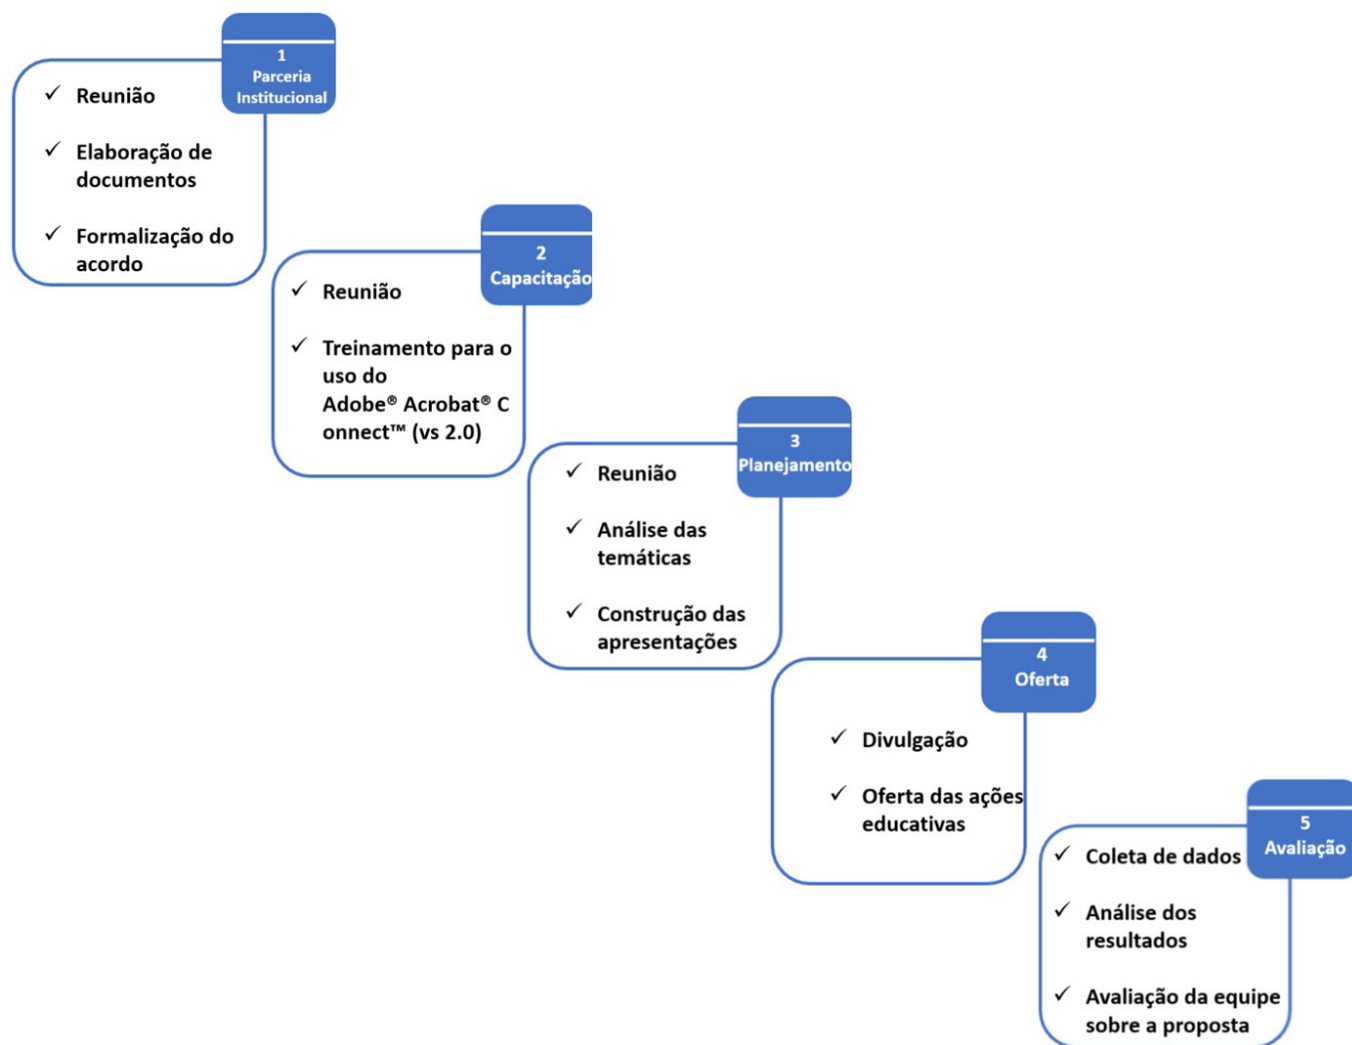 1
Parceria
Institucional
✓ Reunião
✓ Elaboração de
documentos
✓ Formalização do
acordo
2
Capacitação
✓ Reunião
✓ Treinamento para o
uso do
Adobe® Acrobat® C
onnect™ (vs 2.0)
3
Planejamento
✓ Reunião
✓ Análise das
temáticas
✓ Construção das
apresentações
4
Oferta
✓ Divulgação
✓ Oferta das ações
educativas
5
Avaliação
✓ Coleta de dados
✓ Análise dos
resultados
✓ Avaliação da equipe
sobre a proposta